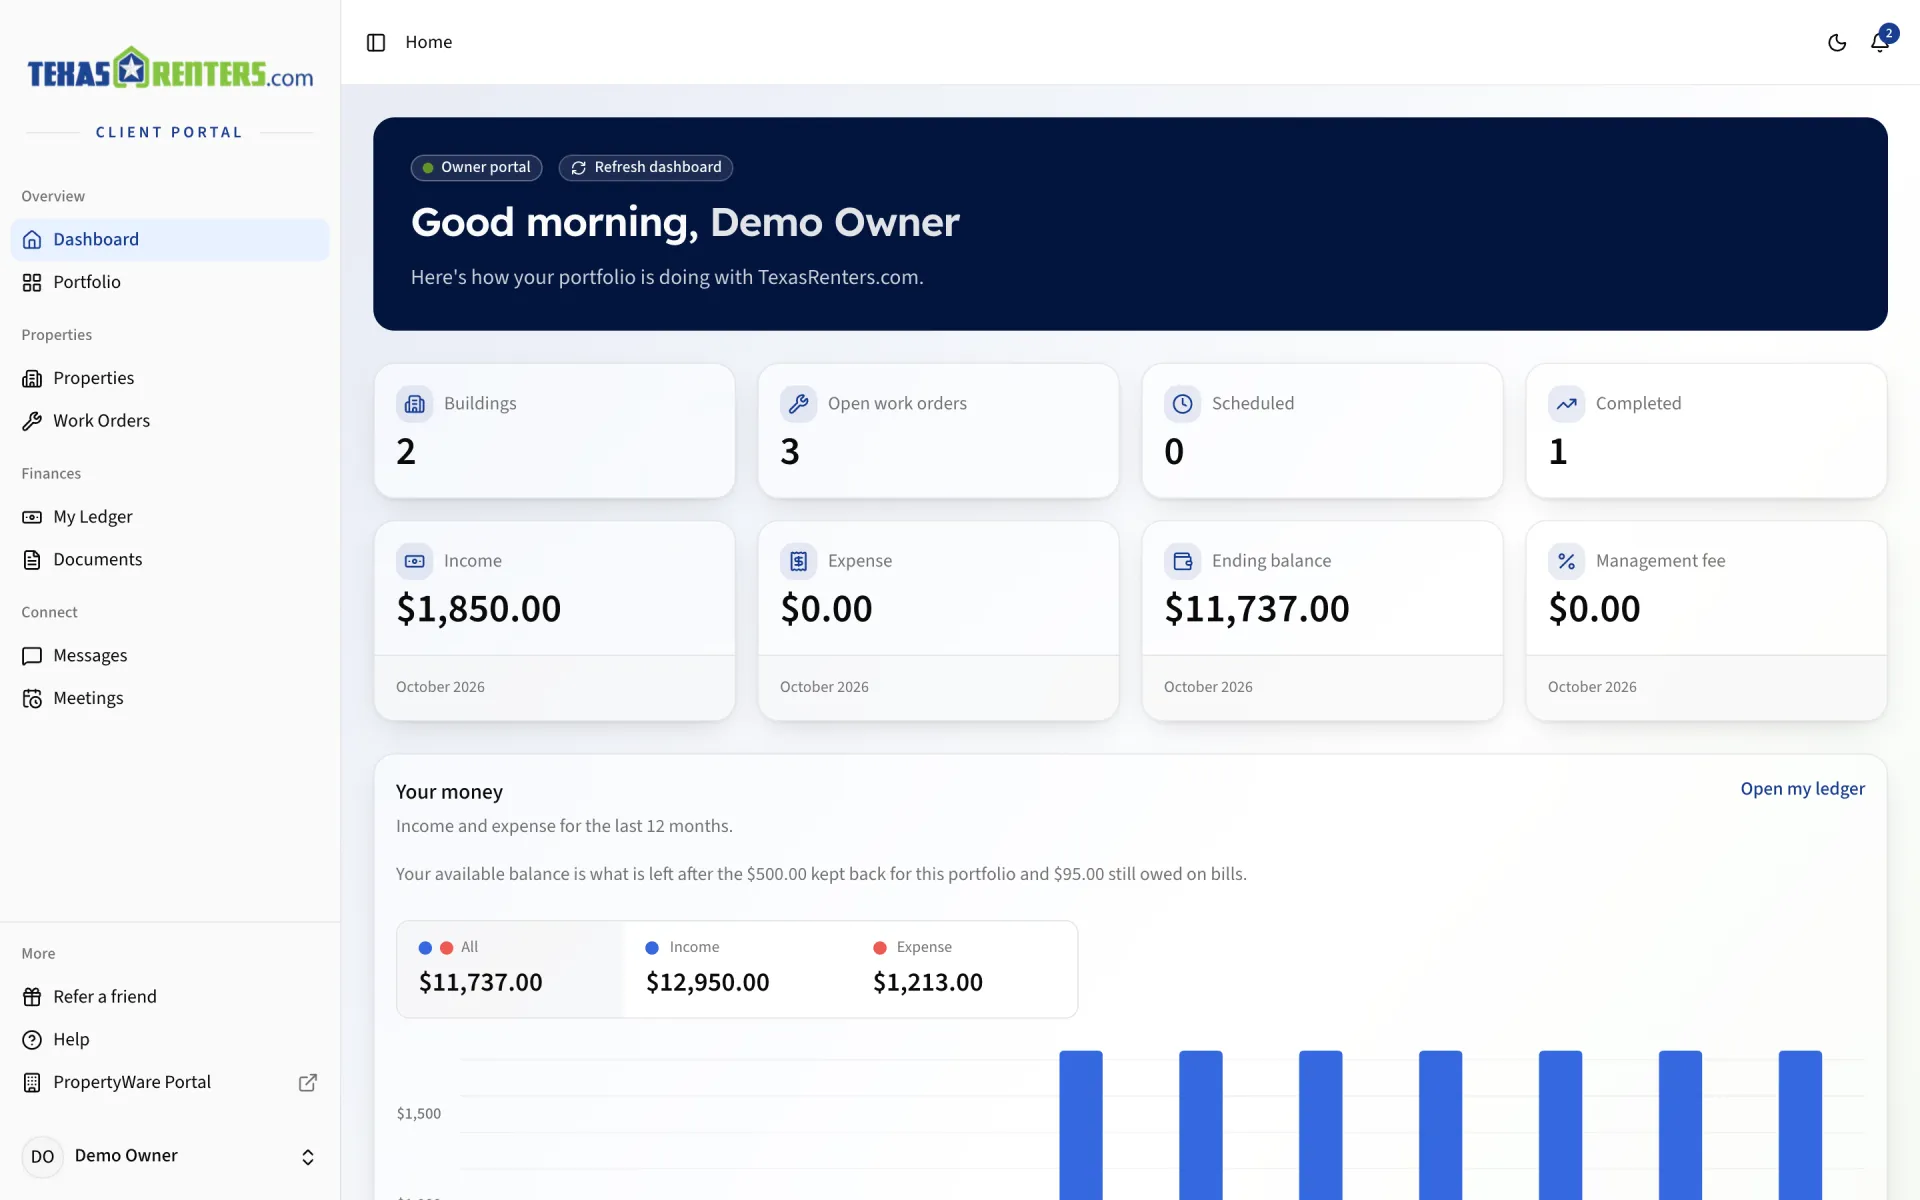 TEXAS RENTERS.com
CLIENT PORTAL
Overview
Dashboard
Portfolio
Properties
Properties
Work Orders
Finances
My Ledger
Documents
Connect
Messages
Meetings
More
Refer a friend
Help
PropertyWare Portal
DO Demo Owner
Home
2
Owner portal
Refresh dashboard
Good morning, Demo Owner
Here's how your portfolio is doing with TexasRenters.com.
Buildings
2
Open work orders
3
Scheduled
0
Completed
1
Income
$1,850.00
October 2026
Expense
$0.00
October 2026
Ending balance
$11,737.00
October 2026
Management fee
$0.00
October 2026
Your money
Open my ledger
Income and expense for the last 12 months.
Your available balance is what is left after the $500.00 kept back for this portfolio and $95.00 still owed on bills.
All
$11,737.00
Income
$12,950.00
Expense
$1,213.00
$1,500